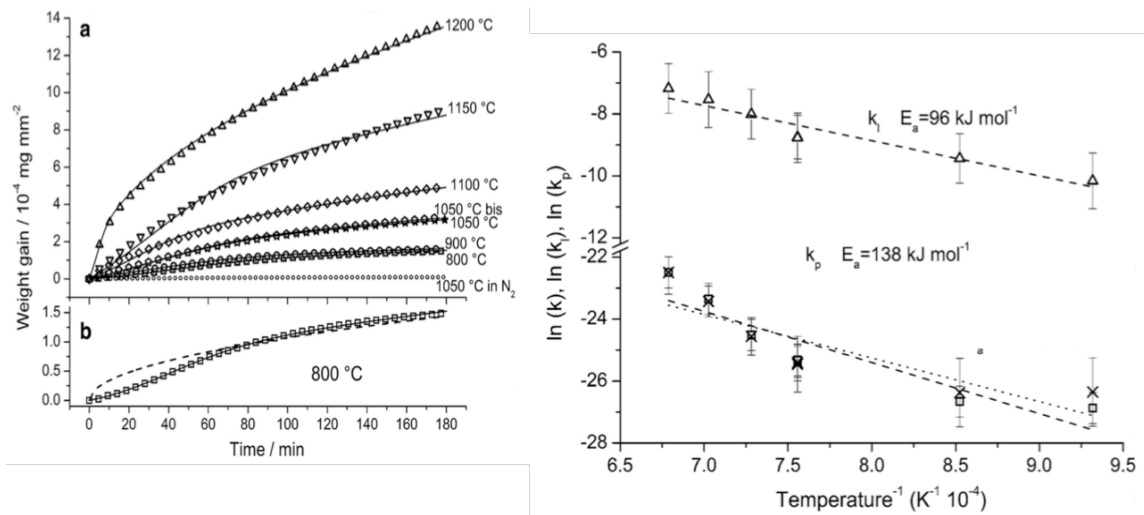 a
Weight gain / 10⁻⁴ mg mm⁻²
14
12
10
8
6
4
2
0
1200 °C
1150 °C
1100 °C
1050 °C bis
1050 °C
900 °C
800 °C
1050 °C in N₂
b
1.5
1.0
0.5
0.0
800 °C
0 20 40 60 80 100 120 140 160 180
Time / min
ln (k), ln (kₗ), ln (kₚ)
-6
-8
-10
-12
-22
-24
-26
-28
kₗ Eₐ=96 kJ mol⁻¹
kₚ Eₐ=138 kJ mol⁻¹
a
6.5 7.0 7.5 8.0 8.5 9.0 9.5
Temperature⁻¹ (K⁻¹ 10⁻⁴)